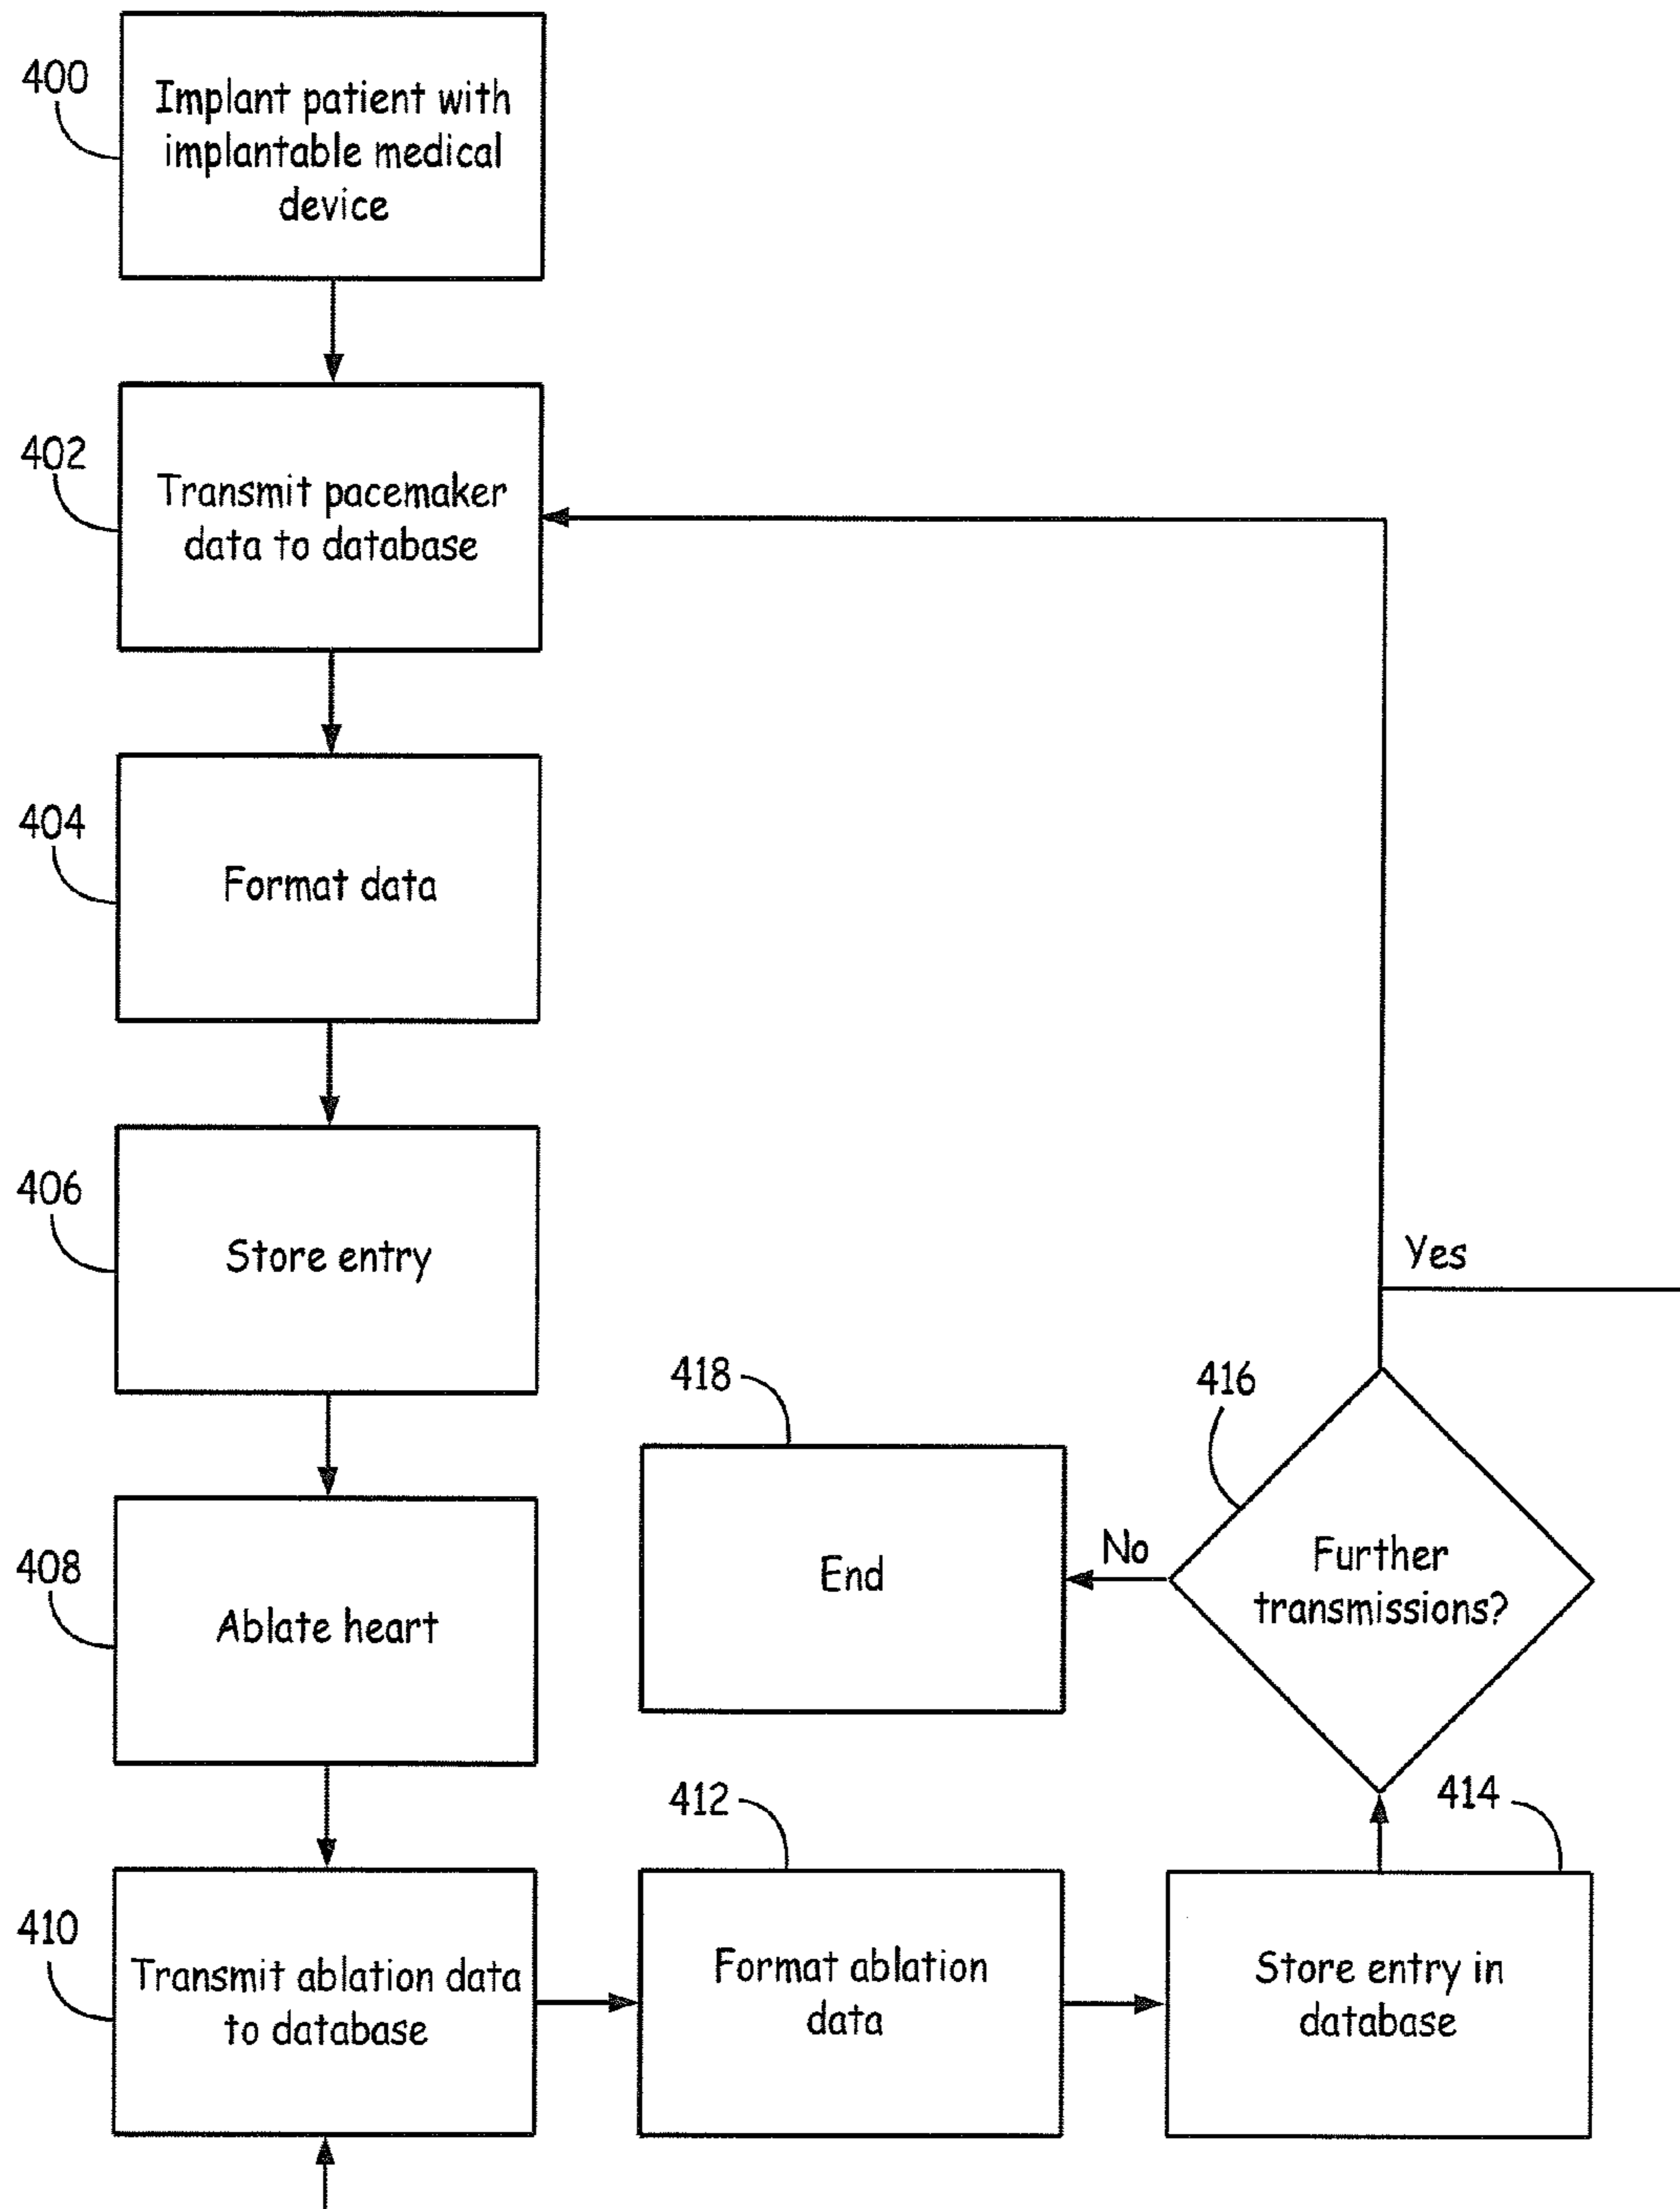 400
Implant patient with
implantable medical
device
402
Transmit pacemaker
data to database
404
Format data
406
Store entry
Yes
418
416
408
Ablate heart
End
No
Further
transmissions?
412
414
410
Transmit ablation data
to database
Format ablation
data
Store entry in
database